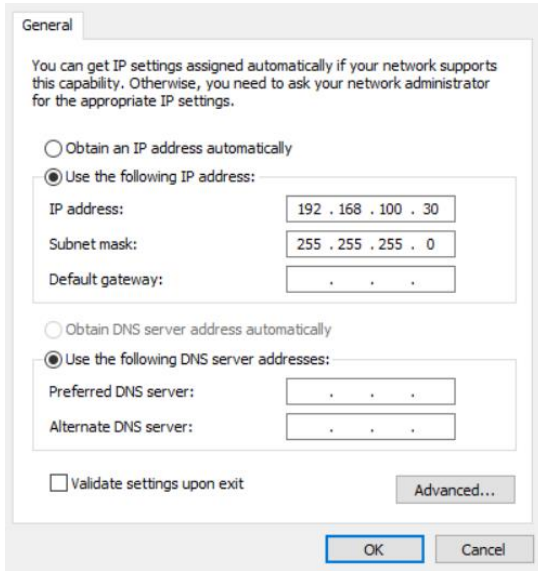 General
You can get IP settings assigned automatically if your network supports
this capability. Otherwise, you need to ask your network administrator
for the appropriate IP settings.
Obtain an IP address automatically
Use the following IP address:
IP address: 192 . 168 . 100 . 30
Subnet mask: 255 . 255 . 255 . 0
Default gateway: . . .
Obtain DNS server address automatically
Use the following DNS server addresses:
Preferred DNS server: . . .
Alternate DNS server: . . .
Validate settings upon exit
Advanced...
OK Cancel